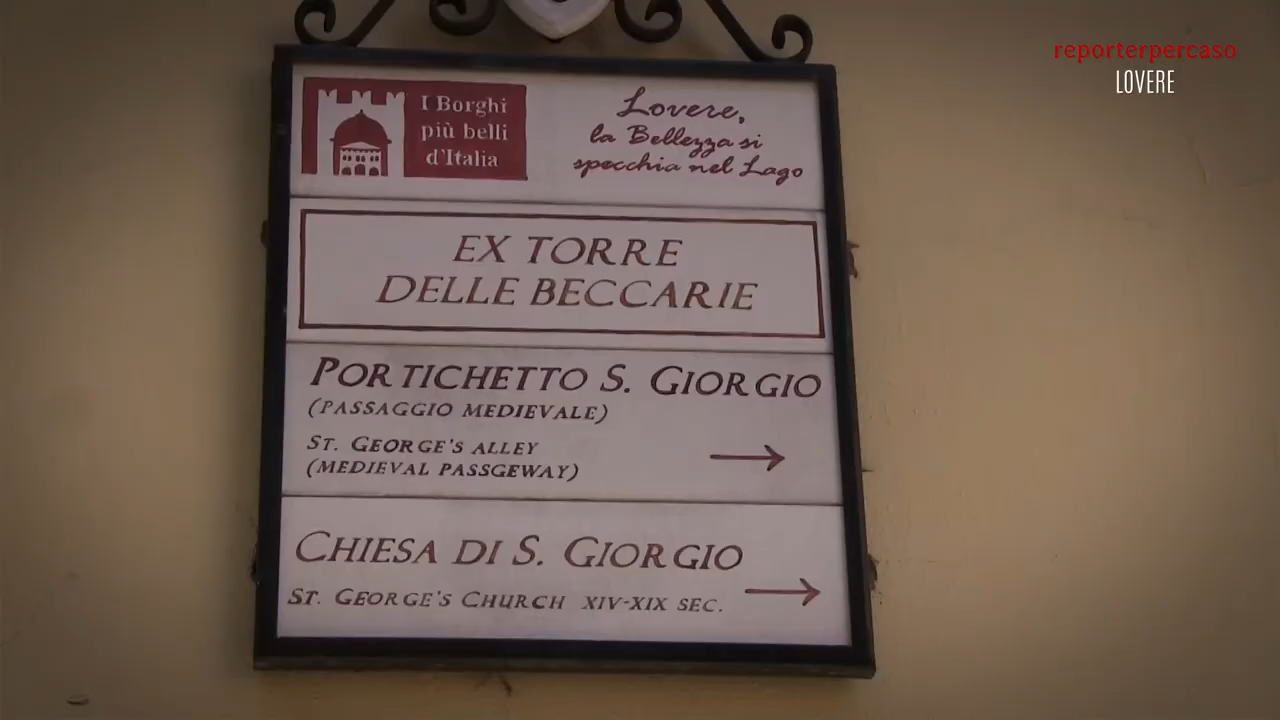 reporterpercaso
LOVERE
I Borghi
più belli
d'Italia
Lovere,
la Bellezza si
specchia nel Lago
EX TORRE
DELLE BECCARIE
PORTICHETTO S. GIORGIO
(PASSAGGIO MEDIEVALE)
ST. GEORGE'S ALLEY
(MEDIEVAL PASSGEWAY)
CHIESA DI S. GIORGIO
ST. GEORGE'S CHURCH XIV-XIX SEC.